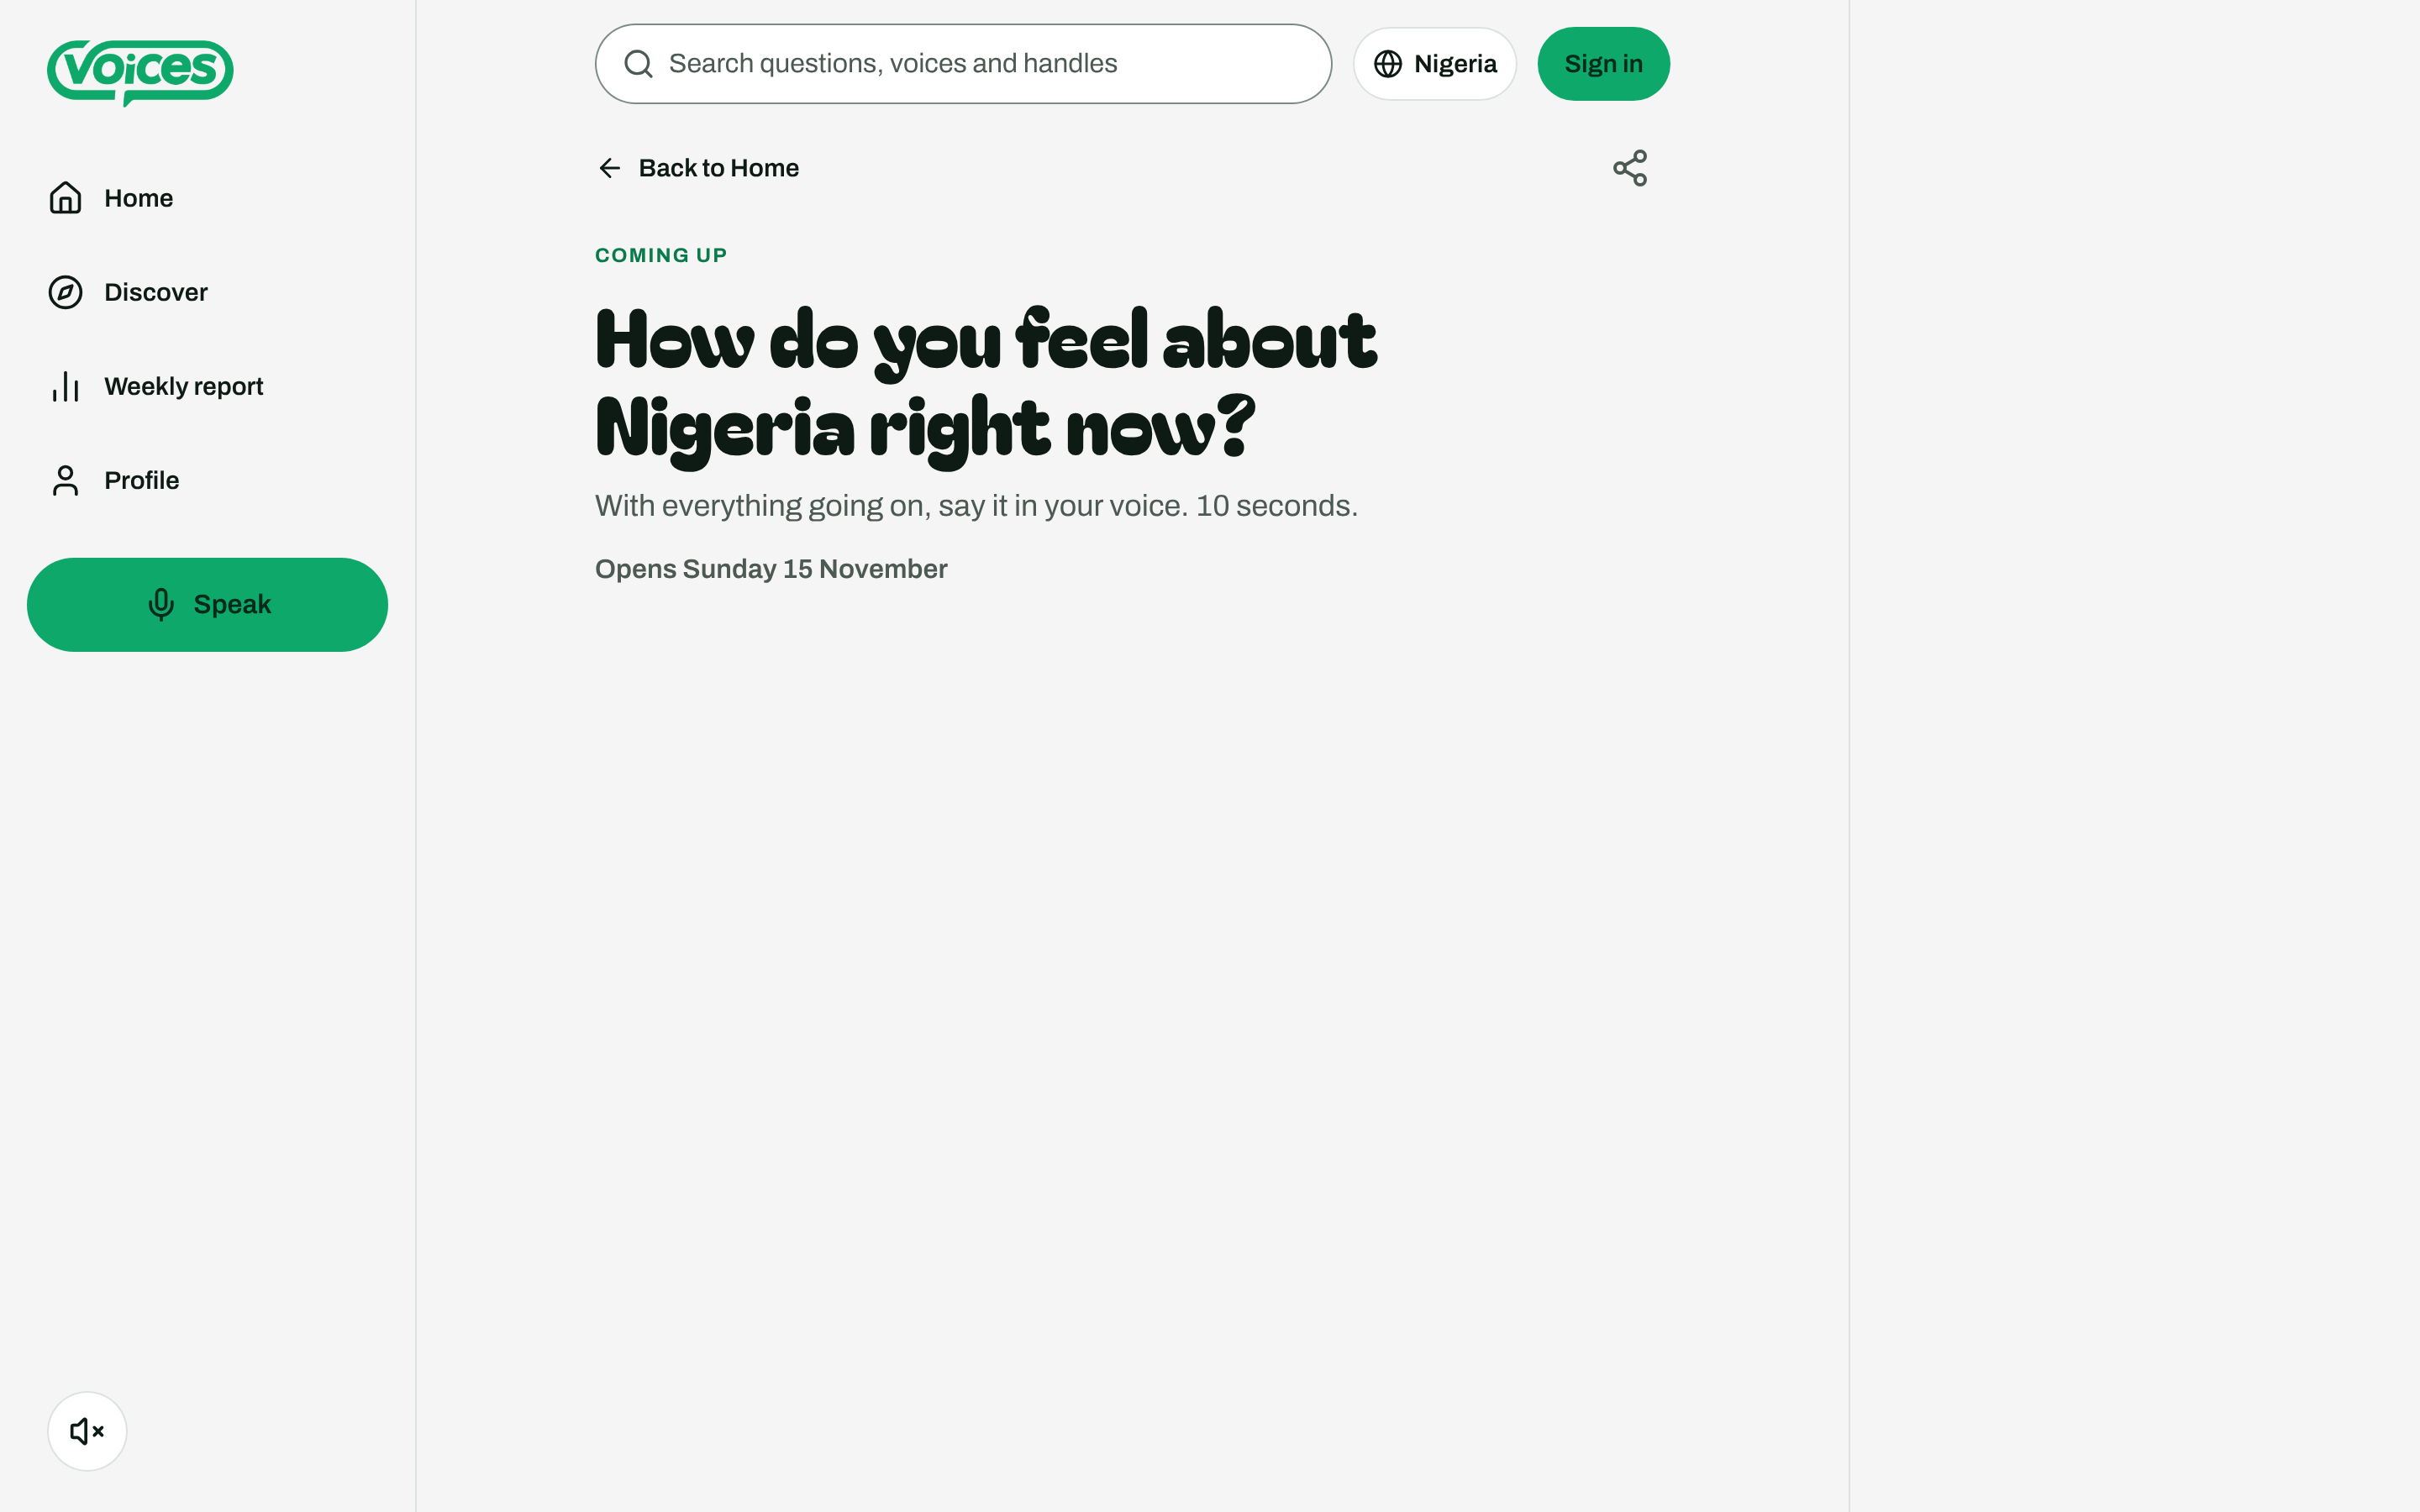 voices
Search questions, voices and handles
Nigeria
Sign in
Home
Discover
Weekly report
Profile
Speak
Back to Home
COMING UP
How do you feel about
Nigeria right now?
With everything going on, say it in your voice. 10 seconds.
Opens Sunday 15 November